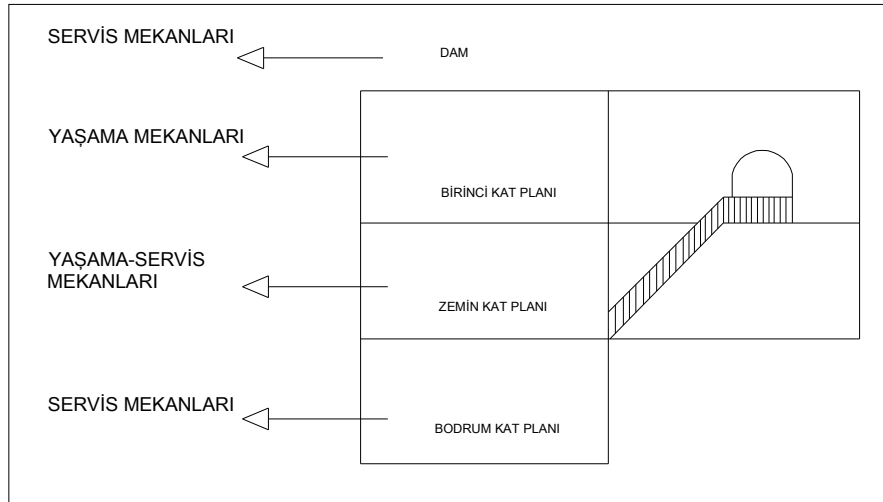 SERVİS MEKANLARI
DAM
YAŞAMA MEKANLARI
BİRİNCİ KAT PLANI
YAŞAMA-SERVİS
MEKANLARI
ZEMİN KAT PLANI
SERVİS MEKANLARI
BODRUM KAT PLANI